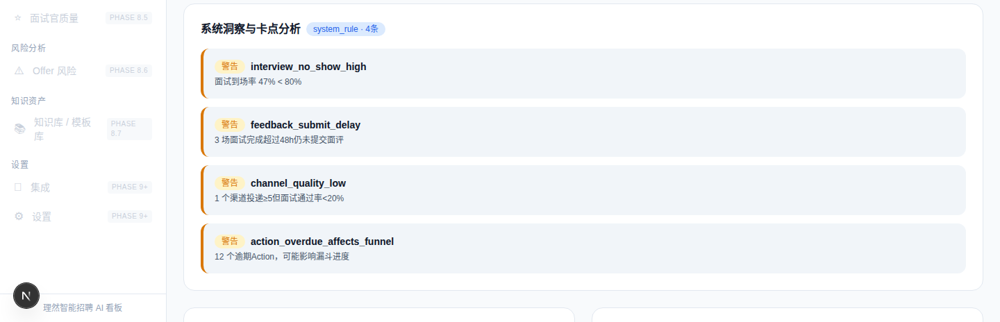 面试官质量 PHASE 8.5
风险分析
Offer 风险 PHASE 8.6
知识资产
知识库 / 模板库 PHASE 8.7
设置
集成 PHASE 9+
设置 PHASE 9+
理然智能招聘 AI 看板
系统洞察与卡点分析 system_rule · 4条
警告 interview_no_show_high
面试到场率 47% < 80%
警告 feedback_submit_delay
3 场面试完成超过48h仍未提交面评
警告 channel_quality_low
1 个渠道投递≥5但面试通过率<20%
警告 action_overdue_affects_funnel
12 个逾期Action，可能影响漏斗进度